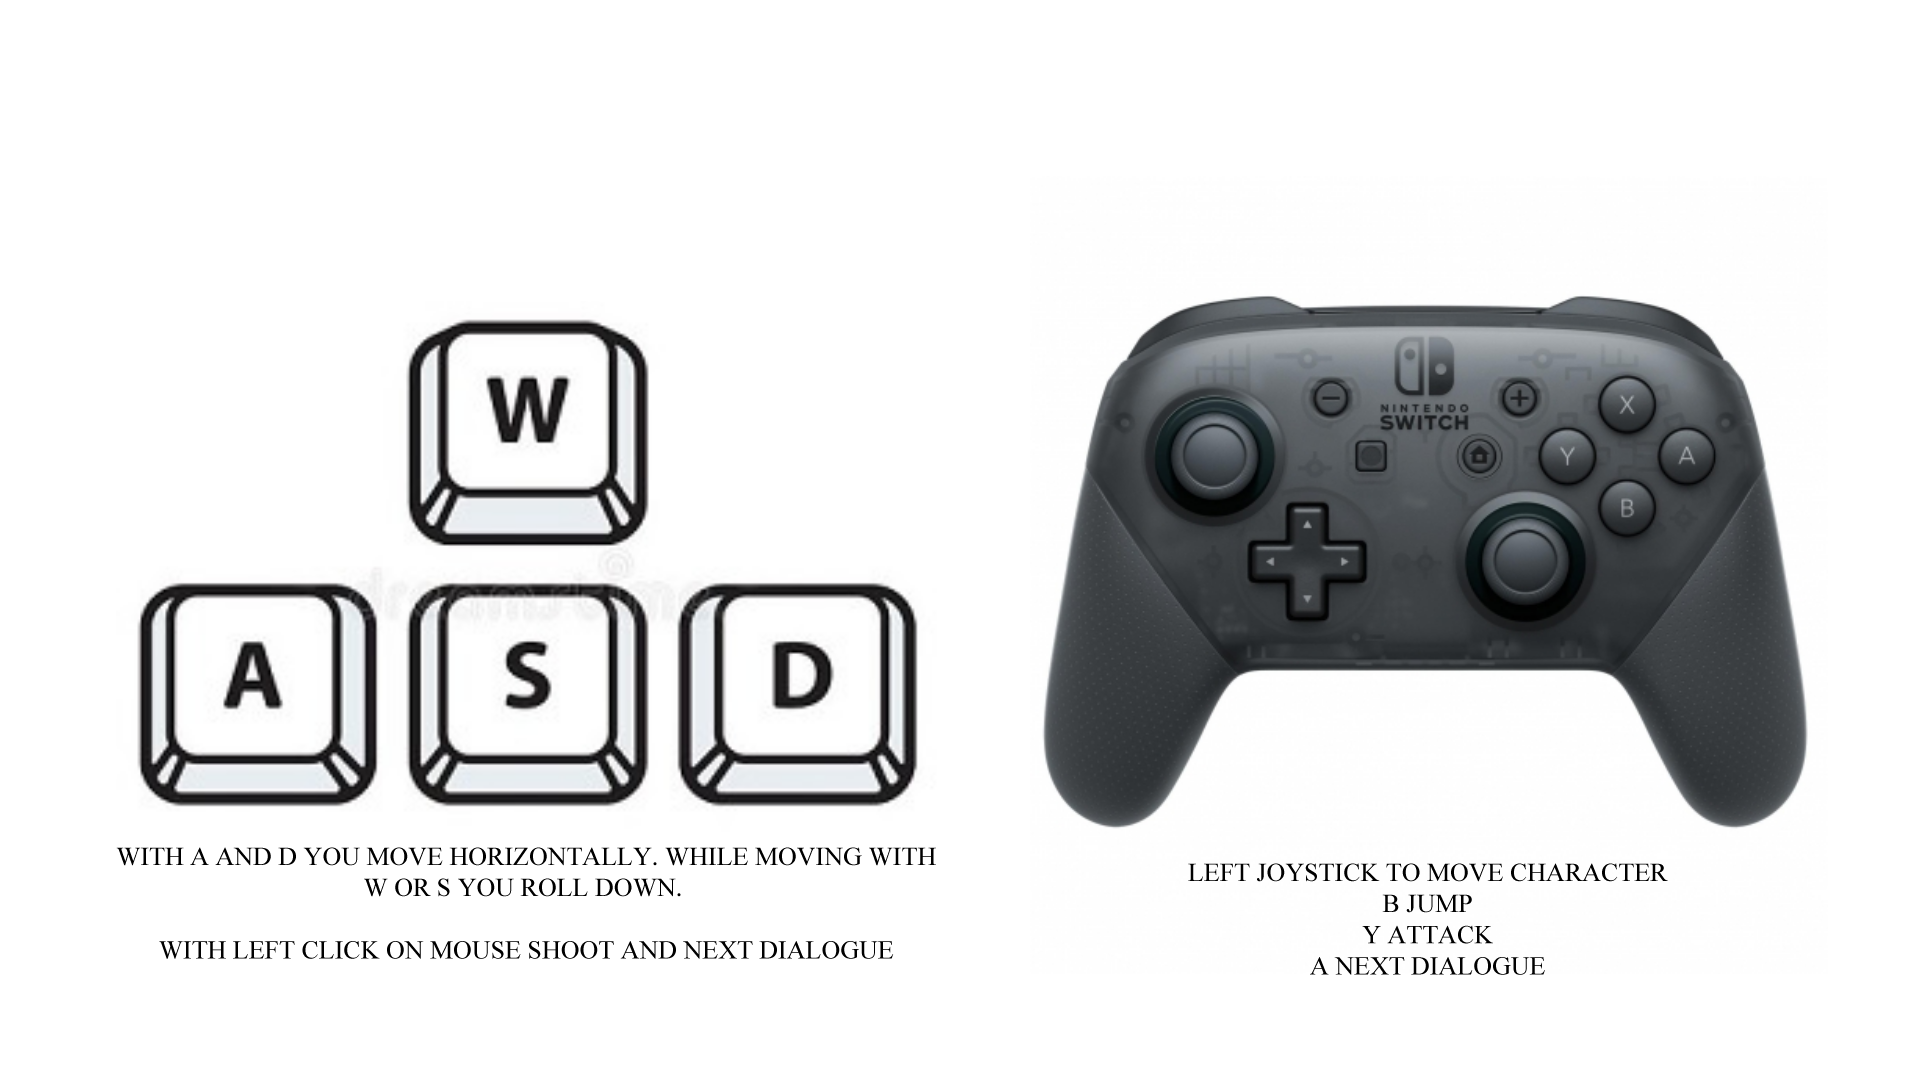 W
A
S
D
dreamstime
WITH A AND D YOU MOVE HORIZONTALLY. WHILE MOVING WITH
W OR S YOU ROLL DOWN.
WITH LEFT CLICK ON MOUSE SHOOT AND NEXT DIALOGUE
NINTENDO
SWITCH
X
Y
A
B
LEFT JOYSTICK TO MOVE CHARACTER
B JUMP
Y ATTACK
A NEXT DIALOGUE